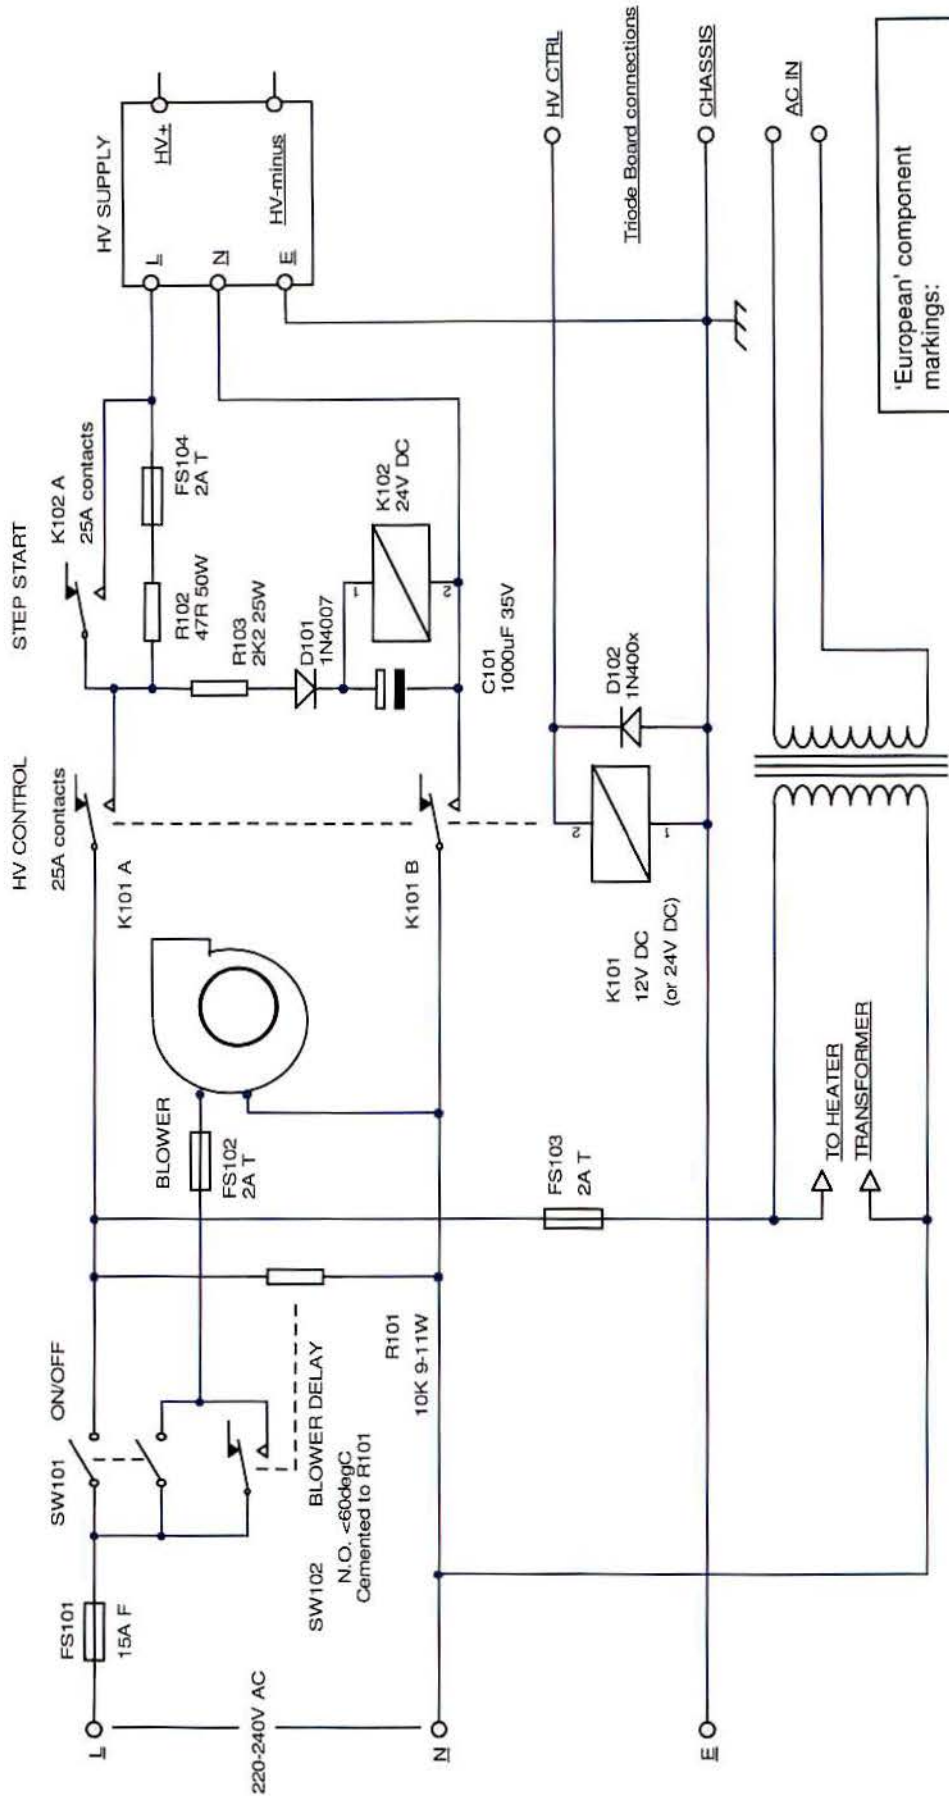 HV CONTROL
STEP START
HV SUPPLY
25A contacts
K102 A
25A contacts
HV+
HV-minus
L
N
E
FS104
2A T
R102
47R 50W
R103
2K2 25W
D101
1N4007
K102
24V DC
1
2
C101
1000uF 35V
K101 A
K101 B
SW101
ON/OFF
FS101
15A F
L
220-240V AC
N
E
SW102
BLOWER DELAY
N.O. <60degC
Cemented to R101
R101
10K 9-11W
BLOWER
FS102
2A T
FS103
2A T
K101
12V DC
(or 24V DC)
2
1
D102
1N400x
HV CTRL
Triode Board connections
CHASSIS
AC IN
TO HEATER
TRANSFORMER
'European' component
markings: